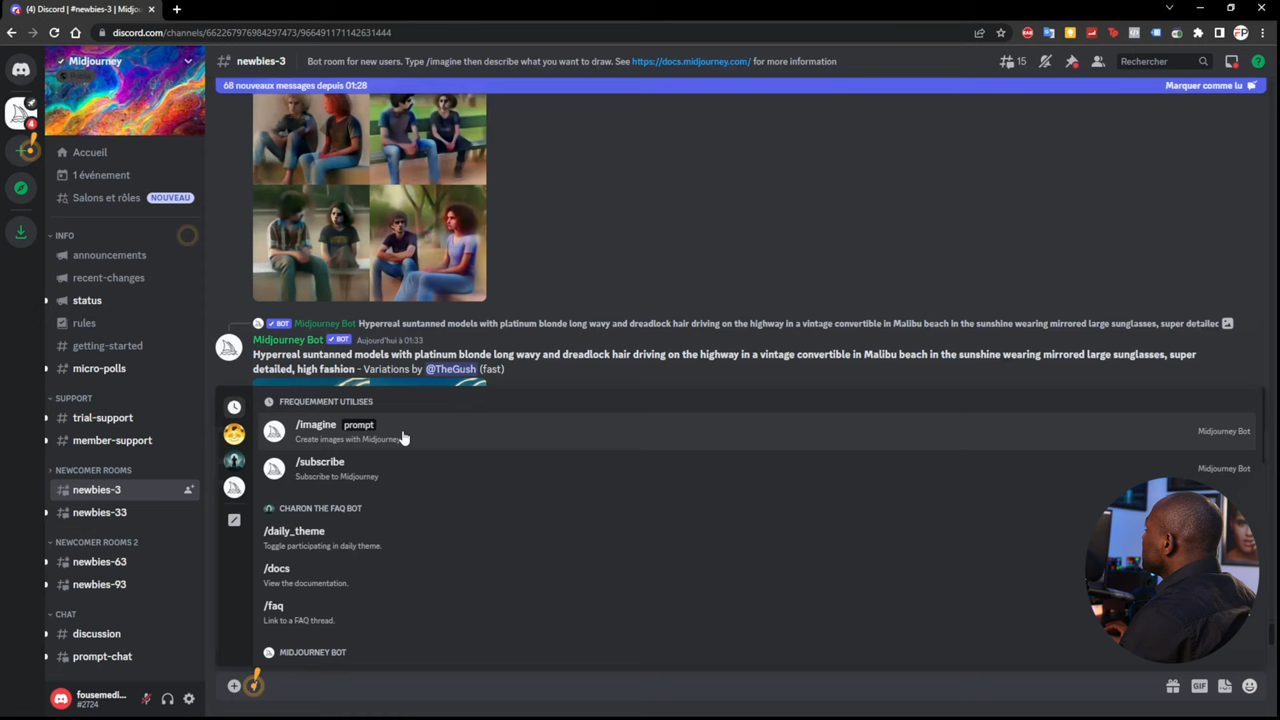 (4) Discord | #newbies-3 | Midj
discord.com/channels/662267976984297473/966491171142631444
Midjourney
Public
newbies-3
Bot room for new users. Type /imagine then describe what you want to draw. See https://docs.midjourney.com/ for more information
15
Rechercher
68 nouveaux messages depuis 01:28
Marquer comme lu
4
Accueil
1 événement
Salons et rôles
NOUVEAU
INFO
announcements
recent-changes
status
rules
getting-started
micro-polls
SUPPORT
trial-support
member-support
NEWCOMER ROOMS
newbies-3
newbies-33
NEWCOMER ROOMS 2
newbies-63
newbies-93
CHAT
discussion
prompt-chat
fousemedi...
#2724
BOT Midjourney Bot Hyperreal suntanned models with platinum blonde long wavy and dreadlock hair driving on the highway in a vintage convertible in Malibu beach in the sunshine wearing mirrored large sunglasses, super detailed
Midjourney Bot BOT Aujourd'hui à 01:33
Hyperreal suntanned models with platinum blonde long wavy and dreadlock hair driving on the highway in a vintage convertible in Malibu beach in the sunshine wearing mirrored large sunglasses, super
detailed, high fashion - Variations by @TheGush (fast)
FREQUEMMENT UTILISES
/imagine prompt
Create images with Midjourney
Midjourney Bot
/subscribe
Subscribe to Midjourney
Midjourney Bot
CHARON THE FAQ BOT
/daily_theme
Toggle participating in daily theme.
/docs
View the documentation.
/faq
Link to a FAQ thread.
MIDJOURNEY BOT
/
GIF